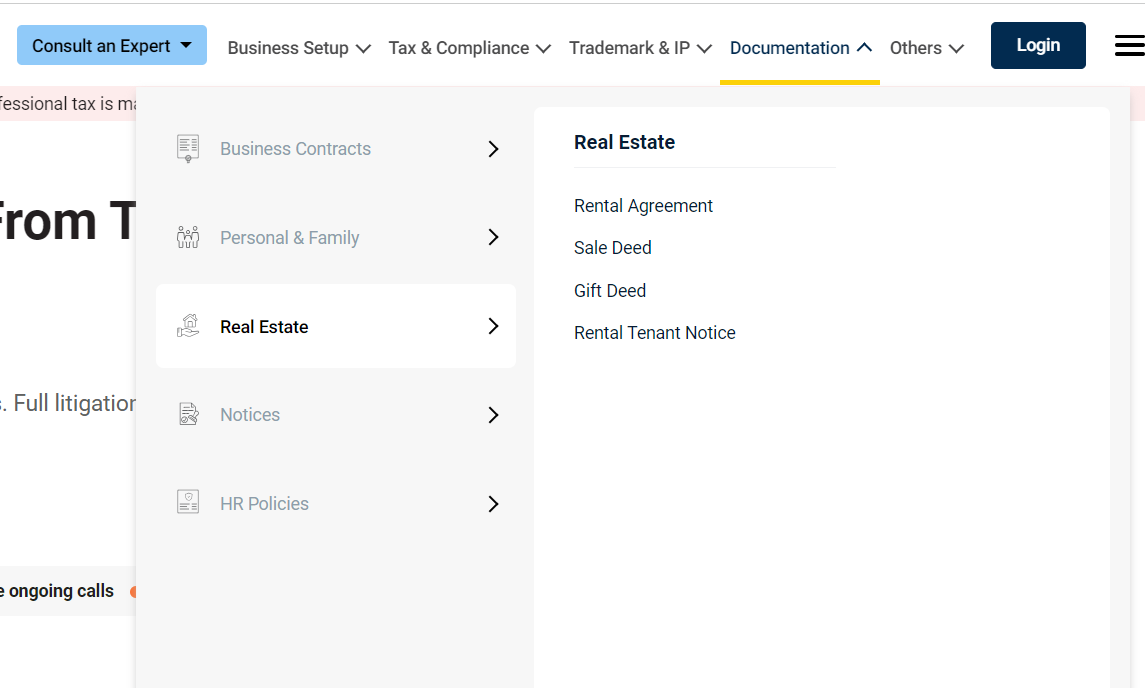 Consult an Expert
Business Setup
Tax & Compliance
Trademark & IP
Documentation
Others
Login
fessional tax is
From
. Full
e ongoing calls
Business Contracts
Personal & Family
Real Estate
Notices
HR Policies
Real Estate
Rental Agreement
Sale Deed
Gift Deed
Rental Tenant Notice